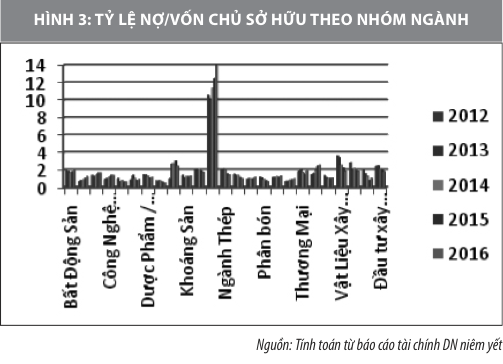 HÌNH 3: TỶ LỆ NỢ/VỐN CHỦ SỞ HỮU THEO NHÓM NGÀNH
14
12
10
8
6
4
2
0
Bất Động Sản
Công Nghệ...
Dược Phẩm /...
Khoáng Sản
Ngành Thép
Phân bón
Thương Mại
Vật Liệu Xây...
Đầu tư xây...
2012
2013
2014
2015
2016
Nguồn: Tính toán từ báo cáo tài chính DN niêm yết